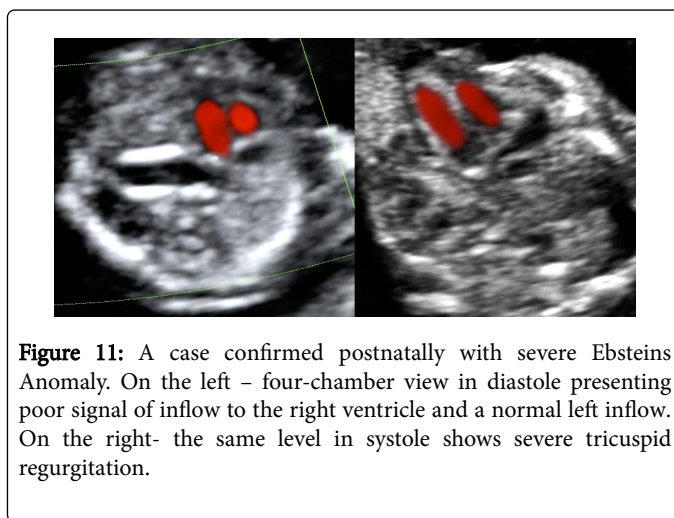 Figure 11: A case confirmed postnatally with severe Ebsteins
Anomaly. On the left – four-chamber view in diastole presenting
poor signal of inflow to the right ventricle and a normal left inflow.
On the right- the same level in systole shows severe tricuspid
regurgitation.